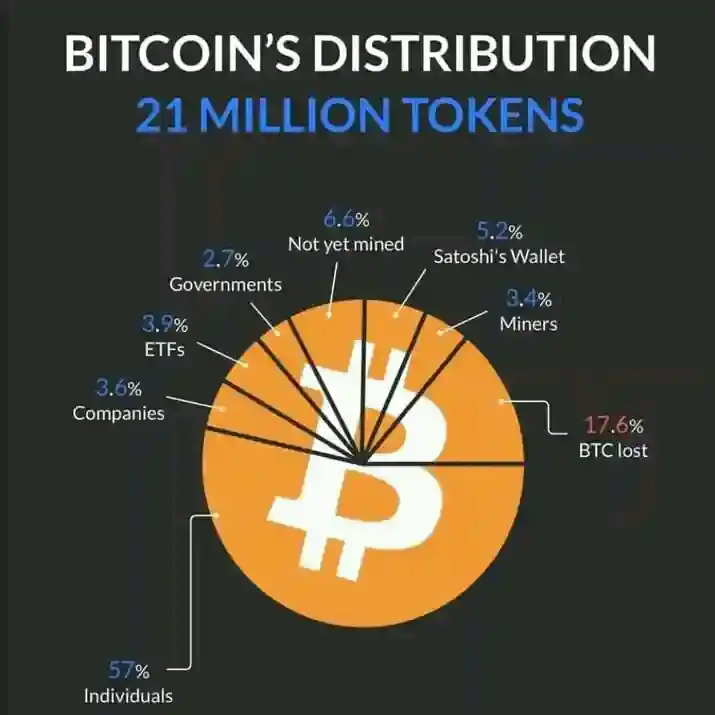 BITCOIN'S DISTRIBUTION
21 MILLION TOKENS
6.6%
Not yet mined
5.2%
Satoshi's Wallet
2.7%
Governments
3.4%
Miners
3.9%
ETFs
3.6%
Companies
17.6%
BTC lost
57%
Individuals